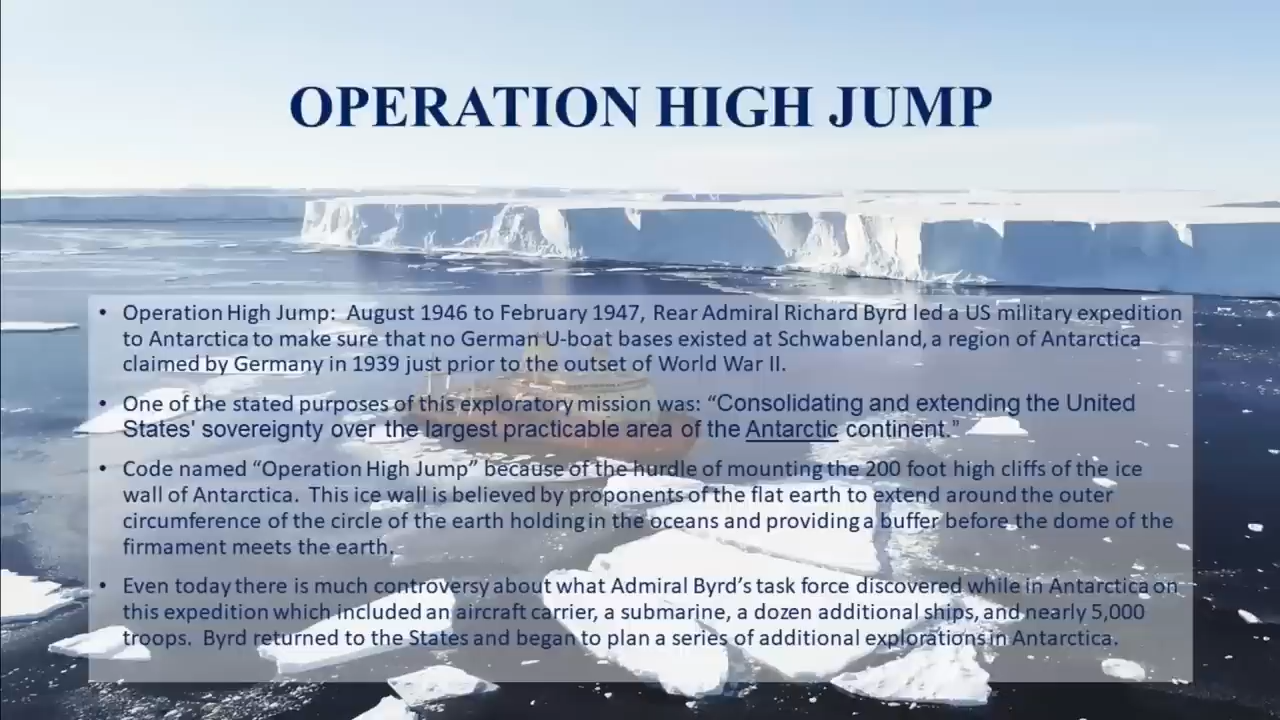 OPERATION HIGH JUMP
• Operation High Jump: August 1946 to February 1947, Rear Admiral Richard Byrd led a US military expedition
to Antarctica to make sure that no German U-boat bases existed at Schwabenland, a region of Antarctica
claimed by Germany in 1939 just prior to the outset of World War II.
• One of the stated purposes of this exploratory mission was: “Consolidating and extending the United
States' sovereignty over the largest practicable area of the Antarctic continent.”
• Code named “Operation High Jump” because of the hurdle of mounting the 200 foot high cliffs of the ice
wall of Antarctica. This ice wall is believed by proponents of the flat earth to extend around the outer
circumference of the circle of the earth holding in the oceans and providing a buffer before the dome of the
firmament meets the earth.
• Even today there is much controversy about what Admiral Byrd’s task force discovered while in Antarctica on
this expedition which included an aircraft carrier, a submarine, a dozen additional ships, and nearly 5,000
troops. Byrd returned to the States and began to plan a series of additional explorations in Antarctica.